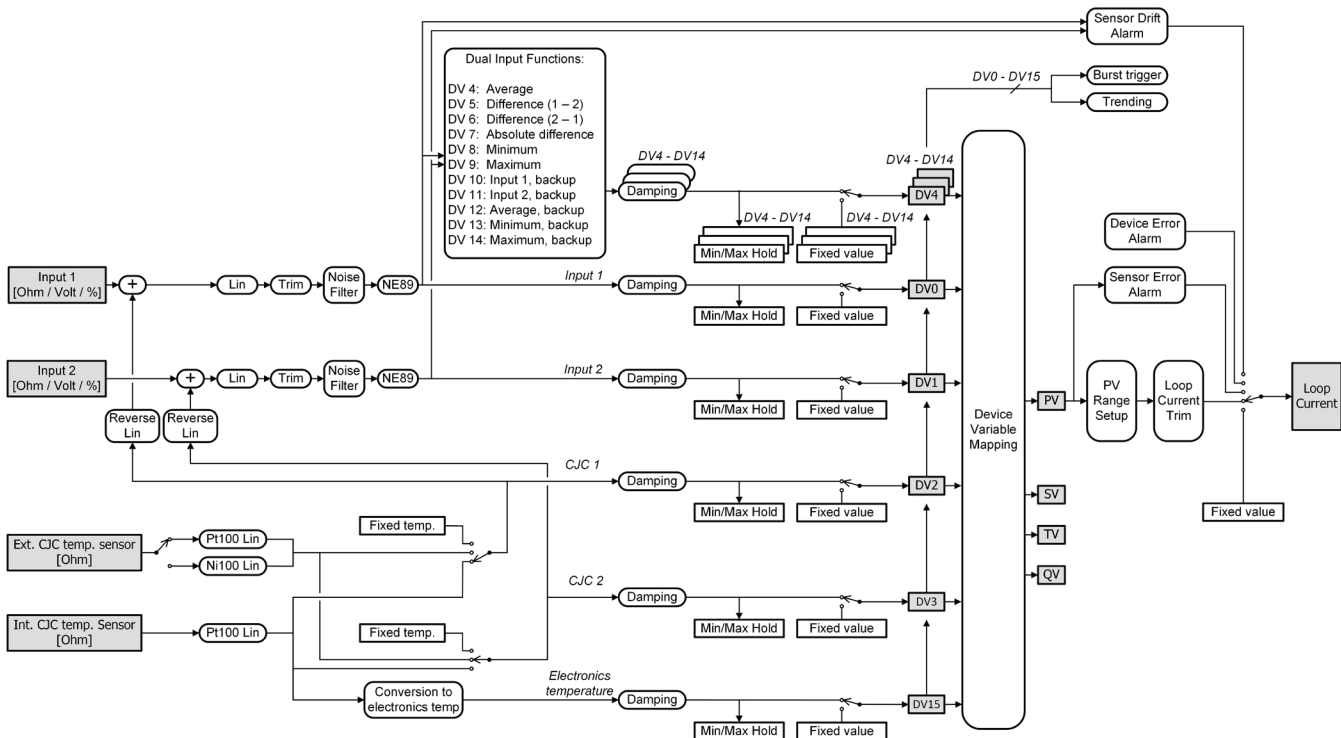 Sensor Drift
Alarm
Dual Input Functions:
DV 4: Average
DV 5: Difference (1 – 2)
DV 6: Difference (2 – 1)
DV 7: Absolute difference
DV 8: Minimum
DV 9: Maximum
DV 10: Input 1, backup
DV 11: Input 2, backup
DV 12: Average, backup
DV 13: Minimum, backup
DV 14: Maximum, backup
DV0 - DV15
Burst trigger
Trending
DV4 - DV14
Damping
DV4 - DV14
DV4
DV4 - DV14
Min/Max Hold
DV4 - DV14
Fixed value
Device Error
Alarm
Input 1
[Ohm / Volt / %]
+
Lin
Trim
Noise
Filter
NE89
Input 1
Damping
DV0
Min/Max Hold
Fixed value
Sensor Error
Alarm
Input 2
[Ohm / Volt / %]
+
Lin
Trim
Noise
Filter
NE89
Input 2
Damping
DV1
Min/Max Hold
Fixed value
Device
Variable
Mapping
PV
PV
Range
Setup
Loop
Current
Trim
Loop
Current
Reverse
Lin
Reverse
Lin
CJC 1
Damping
DV2
Min/Max Hold
Fixed value
SV
TV
QV
Fixed value
Ext. CJC temp. sensor
[Ohm]
Pt100 Lin
Ni100 Lin
Fixed temp.
CJC 2
Damping
DV3
Min/Max Hold
Fixed value
Int. CJC temp. Sensor
[Ohm]
Pt100 Lin
Fixed temp.
Conversion to
electronics temp
Electronics
temperature
Damping
DV15
Min/Max Hold
Fixed value